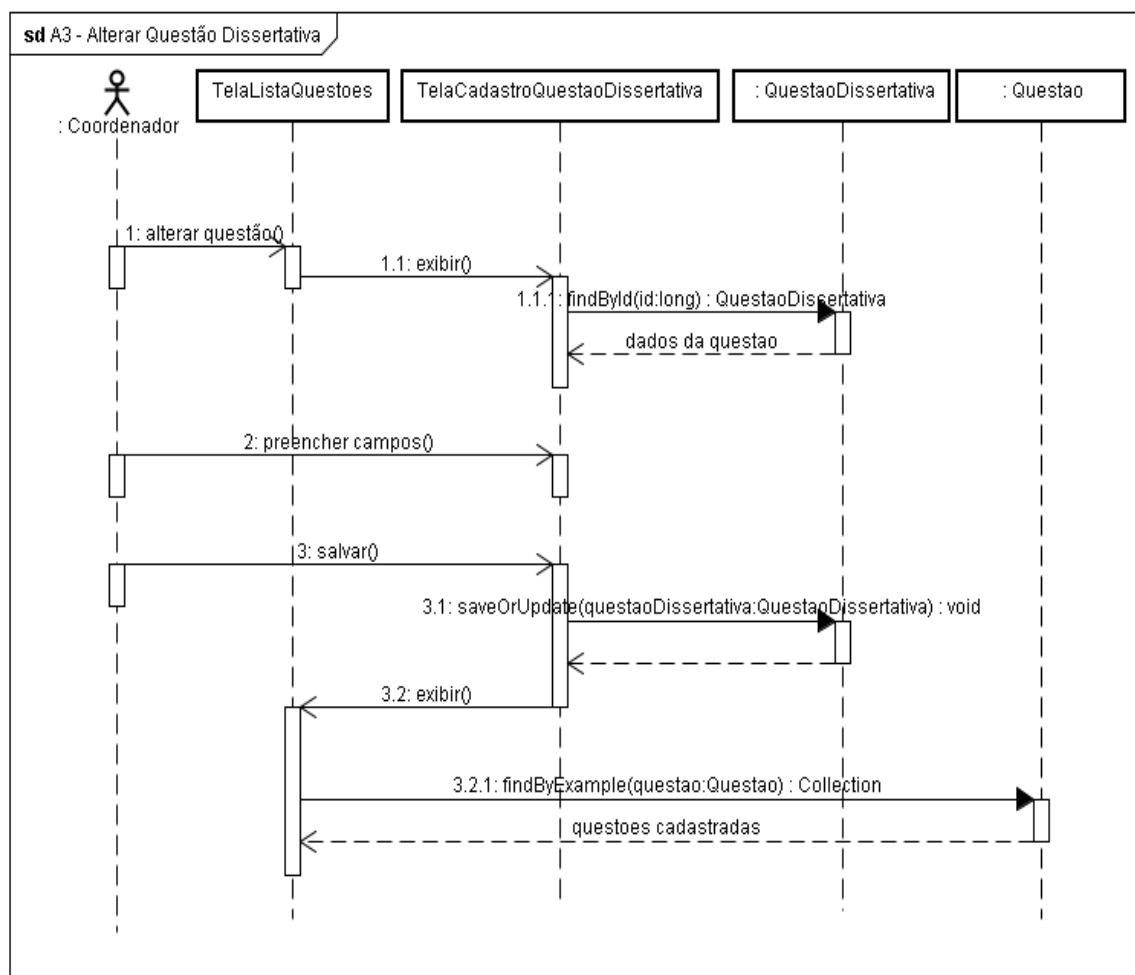 sd A3 - Alterar Questão Dissertativa
: Coordenador
TelaListaQuestoes
TelaCadastroQuestaoDissertativa
: QuestaoDissertativa
: Questao
1: alterar questão()
1.1: exibir()
1.1.1: findById(id:long) : QuestaoDissertativa
dados da questao
2: preencher campos()
3: salvar()
3.1: saveOrUpdate(questaoDissertativa:QuestaoDissertativa) : void
3.2: exibir()
3.2.1: findByExample(questao:Questao) : Collection
questoes cadastradas